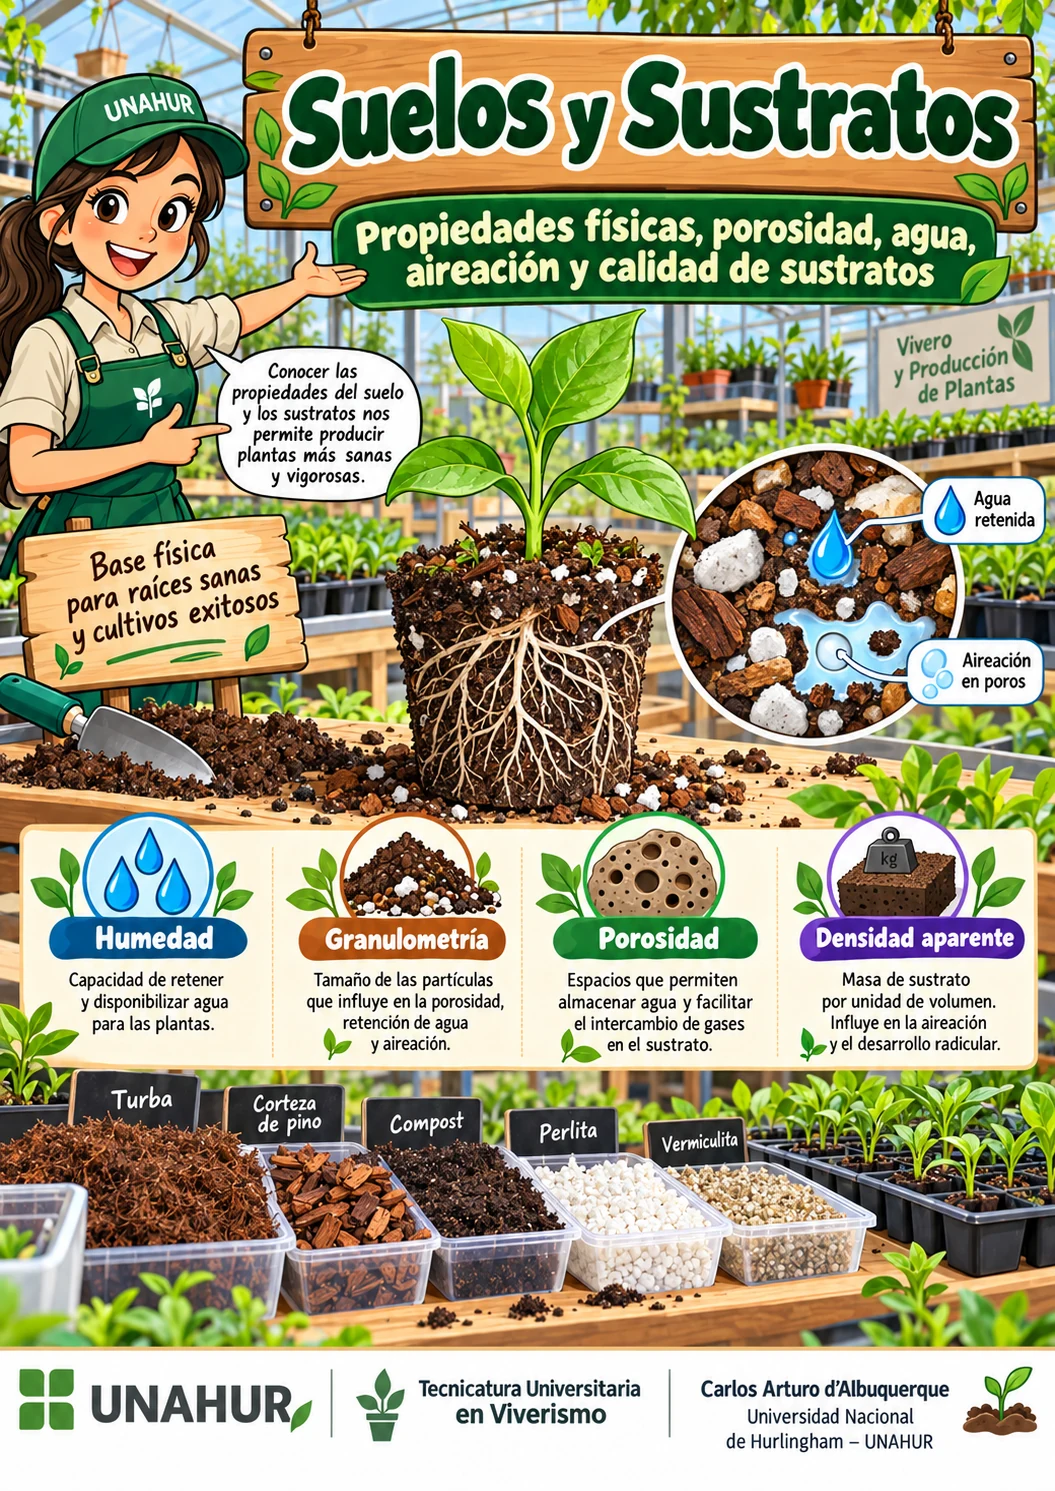 UNAHUR
Suelos y Sustratos
Propiedades físicas, porosidad, agua,
aireación y calidad de sustratos
Vivero
y Producción
de Plantas
Conocer las
propiedades del suelo
y los sustratos nos
permite producir
plantas más sanas
y vigorosas.
Agua
retenida
Base física
para raíces sanas
y cultivos exitosos
Aireación
en poros
kg
Humedad
Capacidad de retener
y disponibilizar agua
para las plantas.
Granulometría
Tamaño de las partículas
que influye en la porosidad,
retención de agua
y aireación.
Porosidad
Espacios que permiten
almacenar agua y facilitar
el intercambio de gases
en el sustrato.
Densidad aparente
Masa de sustrato
por unidad de volumen.
Influye en la aireación
y el desarrollo radicular.
Turba
Corteza
de pino
Compost
Perlita
Vermiculita
UNAHUR
Tecnicatura Universitaria
en Viverismo
Carlos Arturo d'Albuquerque
Universidad Nacional
de Hurlingham – UNAHUR